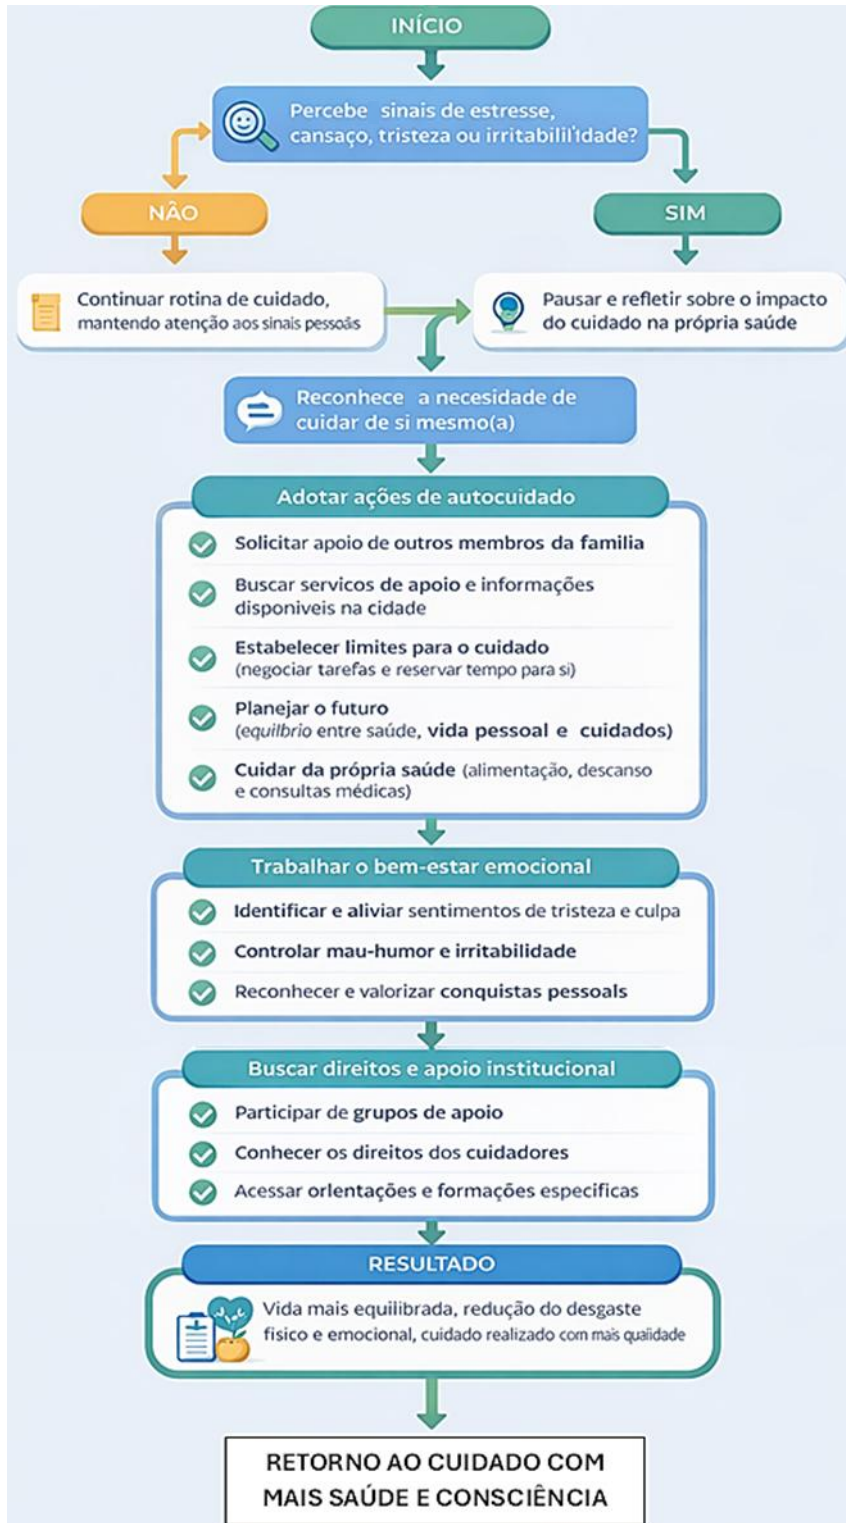 INÍCIO
Percebe sinais de estresse,
cansaço, tristeza ou irritabilil'idade?
NÃO
SIM
Continuar rotina de cuidado,
mantendo atenção aos sinais pessoãis
Pausar e refletir sobre o impacto
do cuidado na própria saúde
Reconhece a necesidade de
cuidar de si mesmo(a)
Adotar ações de autocuidado
Solicitar apoio de outros membros da familia
Buscar servicos de apoio e informações
disponiveis na cidade
Estabelecer limites para o cuidado
(negociar tarefas e reservar tempo para si)
Planejar o futuro
(equilbrio entre saúde, vida pessoal e cuidados)
Cuidar da própria saúde (alimentação, descanso
e consultas médicas)
Trabalhar o bem-estar emocional
Identificar e aliviar sentimentos de tristeza e culpa
Controlar mau-humor e irritabilidade
Reconhecer e valorizar conquistas pessoals
Buscar direitos e apoio institucional
Participar de grupos de apoio
Conhecer os direitos dos cuidadores
Acessar orientações e formações especificas
RESULTADO
Vida mais equilibrada, redução do desgaste
físico e emocional, cuidado realizado com mais qualidade
RETORNO AO CUIDADO COM
MAIS SAÚDE E CONSCIÊNCIA